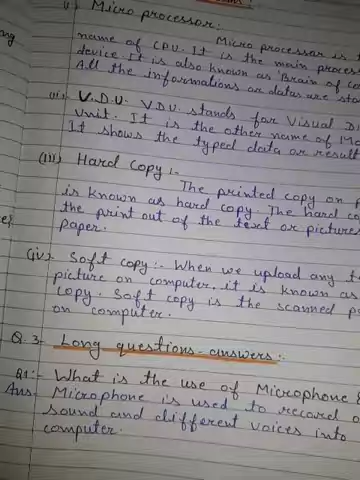 i) Micro processor:
Micro processor is
name of C.P.U. It is the main
device. It is also known as 'Brain of
All the informations or datas are
ii) V.D.U. V.D.U. stands for Visual
Unit. It is the other name of
It shows the typed data or result
(iii) Hard Copy :-
The printed copy on
is known as hard copy. The hard
the print out of the text or pictures
paper.
(iv) Soft copy :- When we upload any
picture on computer, it is known as
copy. Soft copy is the scanned
on computer.
Q.3 Long questions-answers:-
Q1:- What is the use of Microphone
Ans Microphone is used to record
sound and different voices into
computer.